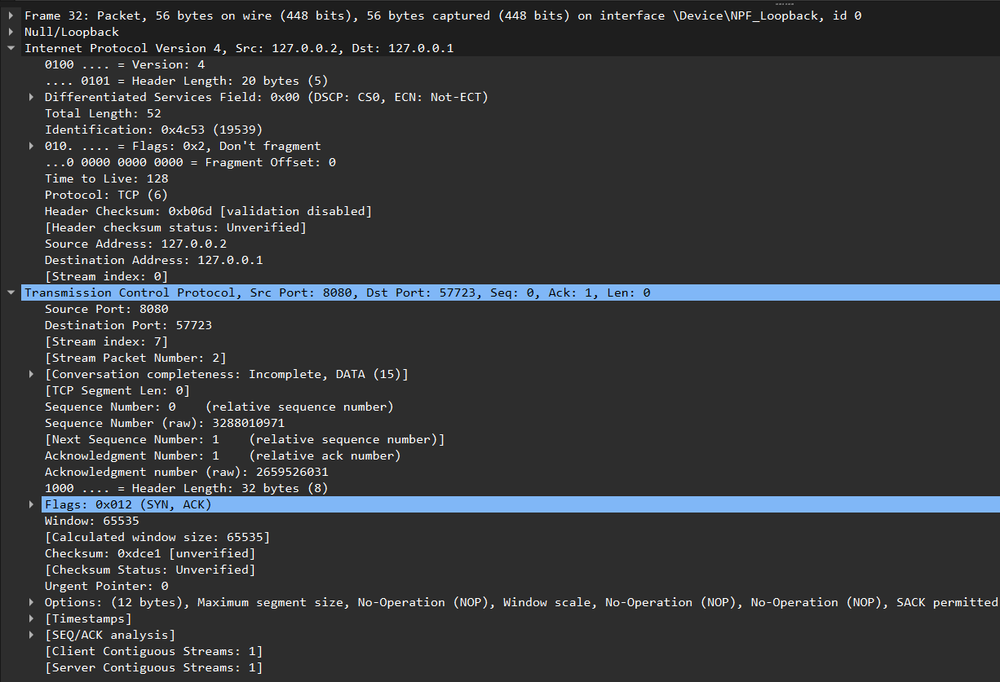 Frame 32: Packet, 56 bytes on wire (448 bits), 56 bytes captured (448 bits) on interface \Device\NPF_Loopback, id 0
Null/Loopback
Internet Protocol Version 4, Src: 127.0.0.2, Dst: 127.0.0.1
0100 .... = Version: 4
.... 0101 = Header Length: 20 bytes (5)
Differentiated Services Field: 0x00 (DSCP: CS0, ECN: Not-ECT)
Total Length: 52
Identification: 0x4c53 (19539)
010. .... = Flags: 0x2, Don't fragment
...0 0000 0000 0000 = Fragment Offset: 0
Time to Live: 128
Protocol: TCP (6)
Header Checksum: 0xb06d [validation disabled]
[Header checksum status: Unverified]
Source Address: 127.0.0.2
Destination Address: 127.0.0.1
[Stream index: 0]
Transmission Control Protocol, Src Port: 8080, Dst Port: 57723, Seq: 0, Ack: 1, Len: 0
Source Port: 8080
Destination Port: 57723
[Stream index: 7]
[Stream Packet Number: 2]
[Conversation completeness: Incomplete, DATA (15)]
[TCP Segment Len: 0]
Sequence Number: 0    (relative sequence number)
Sequence Number (raw): 3288010971
[Next Sequence Number: 1    (relative sequence number)]
Acknowledgment Number: 1    (relative ack number)
Acknowledgment number (raw): 2659526031
1000 .... = Header Length: 32 bytes (8)
Flags: 0x012 (SYN, ACK)
Window: 65535
[Calculated window size: 65535]
Checksum: 0xdce1 [unverified]
[Checksum Status: Unverified]
Urgent Pointer: 0
Options: (12 bytes), Maximum segment size, No-Operation (NOP), Window scale, No-Operation (NOP), No-Operation (NOP), SACK permitted
[Timestamps]
[SEQ/ACK analysis]
[Client Contiguous Streams: 1]
[Server Contiguous Streams: 1]